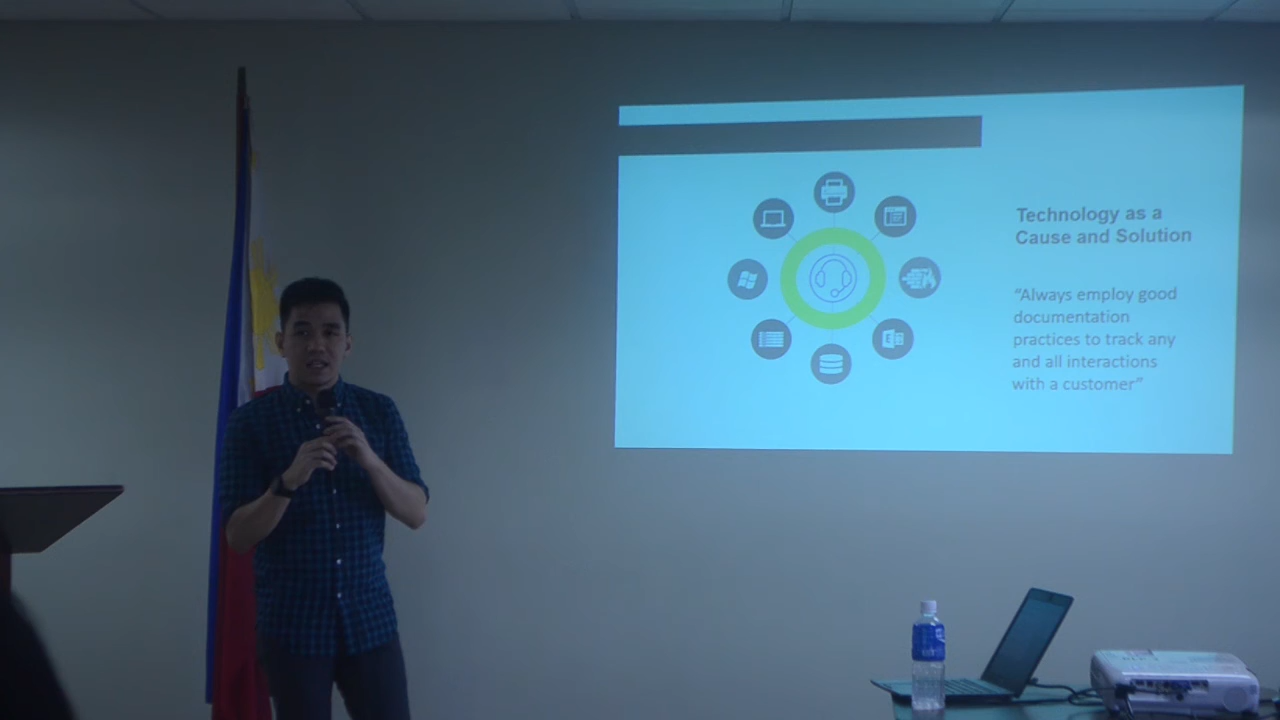 Technology as a
Cause and Solution
“Always employ good
documentation
practices to track any
and all interactions
with a customer”